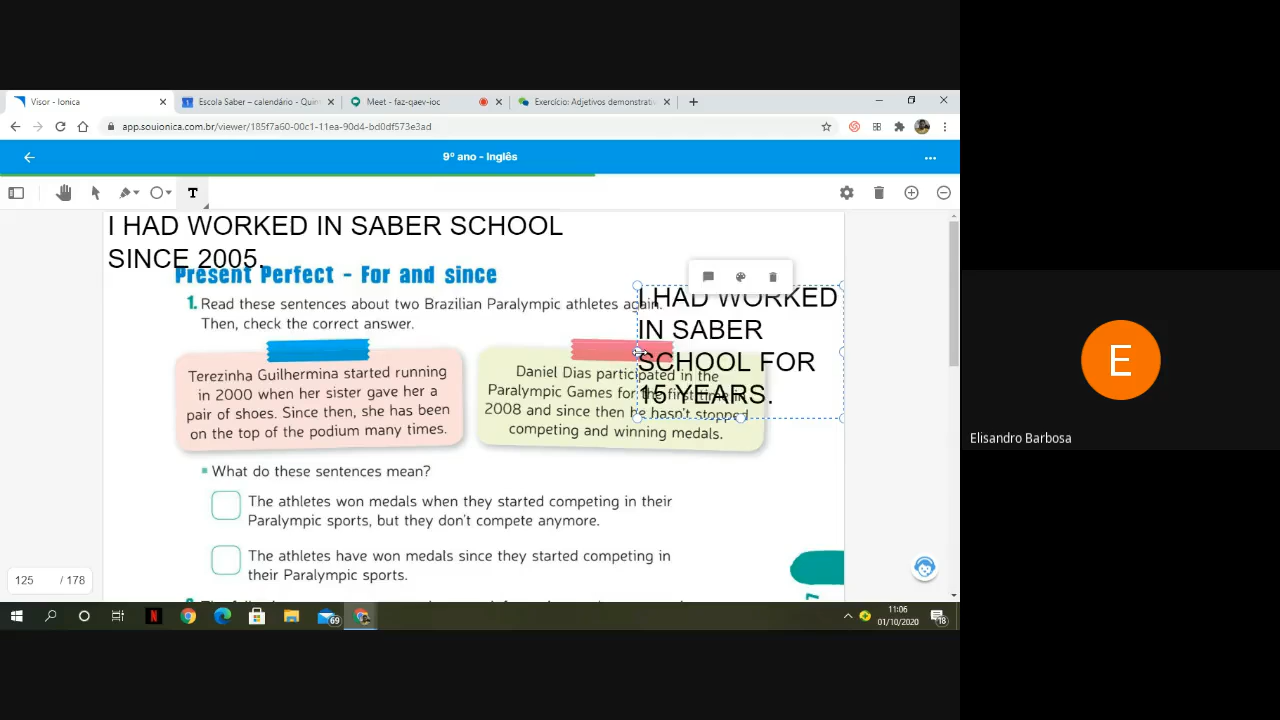 Visor - Ionica
Escola Saber – calendário - Quin
Meet - faz-qaev-ioc
Exercício: Adjetivos demonstrativ
app.souionica.com.br/viewer/185f7a60-00c1-11ea-90d4-bd0df573e3ad
9º ano - Inglês
T
I HAD WORKED IN SABER SCHOOL
SINCE 2005.
Present Perfect - For and since
1. Read these sentences about two Brazilian Paralympic athletes again.
Then, check the correct answer.
I HAD WORKED
IN SABER
SCHOOL FOR
15 YEARS.
Terezinha Guilhermina started running
in 2000 when her sister gave her a
pair of shoes. Since then, she has been
on the top of the podium many times.
Daniel Dias participated in the
Paralympic Games for the first time in
2008 and since then he hasn't stopped
competing and winning medals.
What do these sentences mean?
The athletes won medals when they started competing in their
Paralympic sports, but they don't compete anymore.
The athletes have won medals since they started competing in
their Paralympic sports.
125 / 178
7
N
69
11:06
01/10/2020
18
E
Elisandro Barbosa